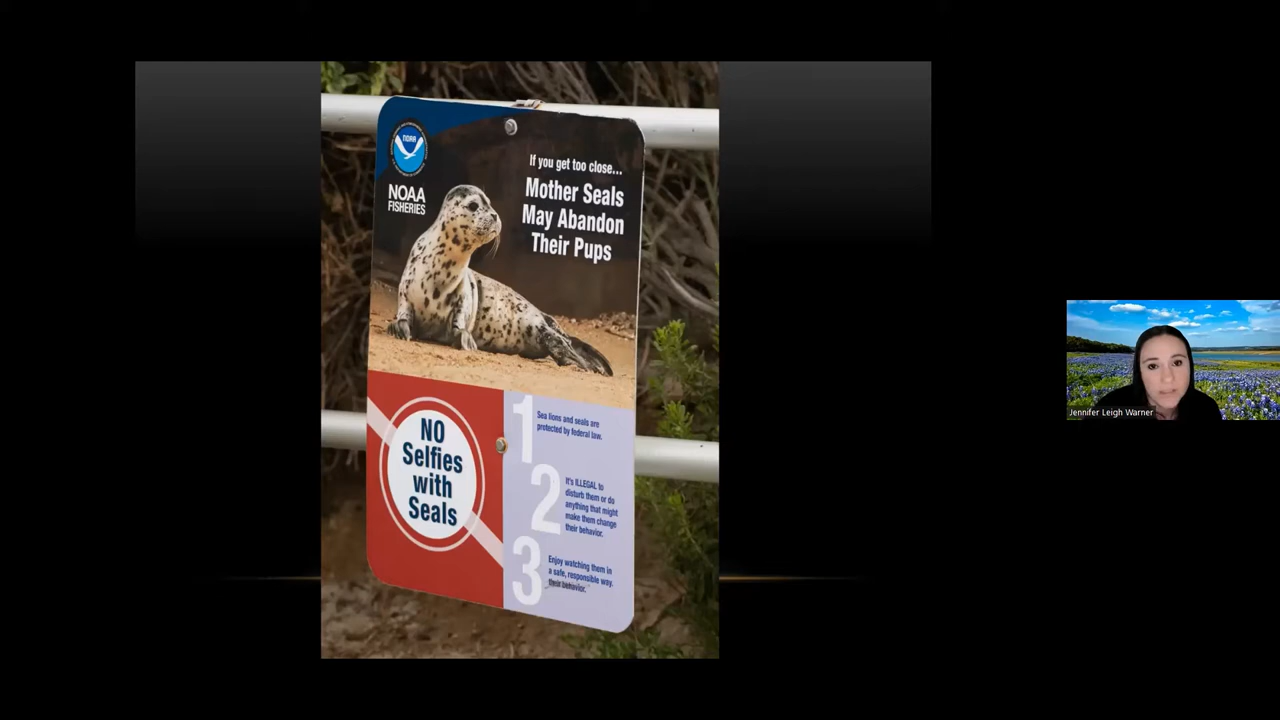 NOAA
NOAA
FISHERIES
If you get too close...
Mother Seals
May Abandon
Their Pups
NO
Selfies
with
Seals
1
Sea lions and seals are
protected by federal law.
2
It's ILLEGAL to
disturb them or do
anything that might
make them change
their behavior.
3
Enjoy watching them in
a safe, responsible way.
their behavior.
Jennifer Leigh Warner